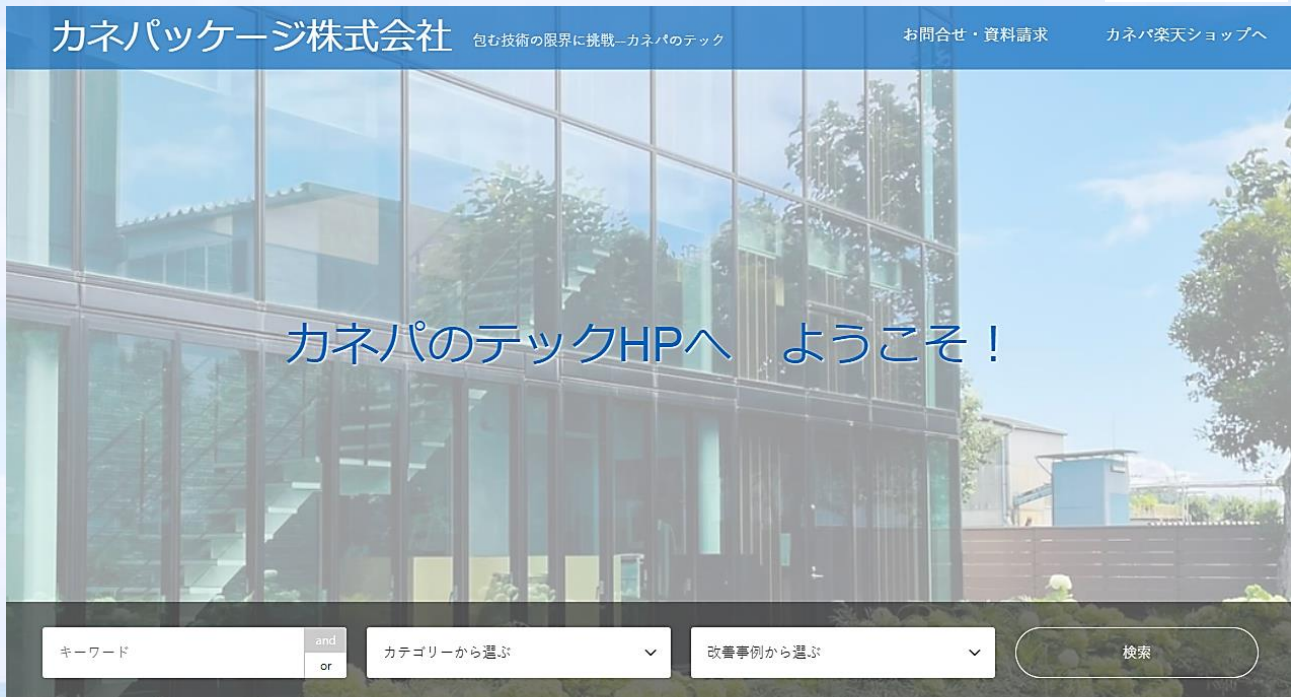 カネパッケージ株式会社 包む技術の限界に挑戦—カネパのテック お問合せ・資料請求 カネパ楽天ショップへ
カネパのテックHPへ ようこそ！
キーワード and or カテゴリーから選ぶ 改善事例から選ぶ 検索